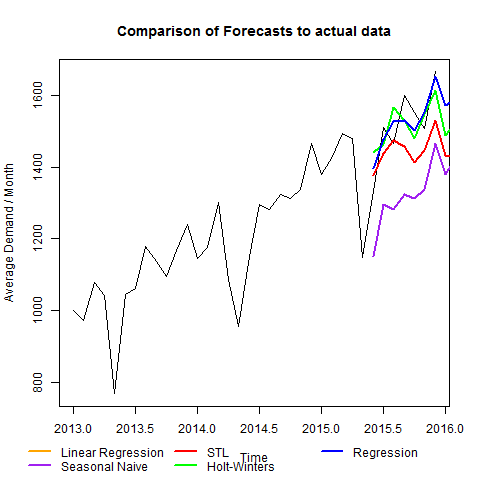 Comparison of Forecasts to actual data
Average Demand / Month
1600
1400
1200
1000
800
2013.0 2013.5 2014.0 2014.5 2015.0 2015.5 2016.0
Time
Linear Regression STL Regression
Seasonal Naive Holt-Winters